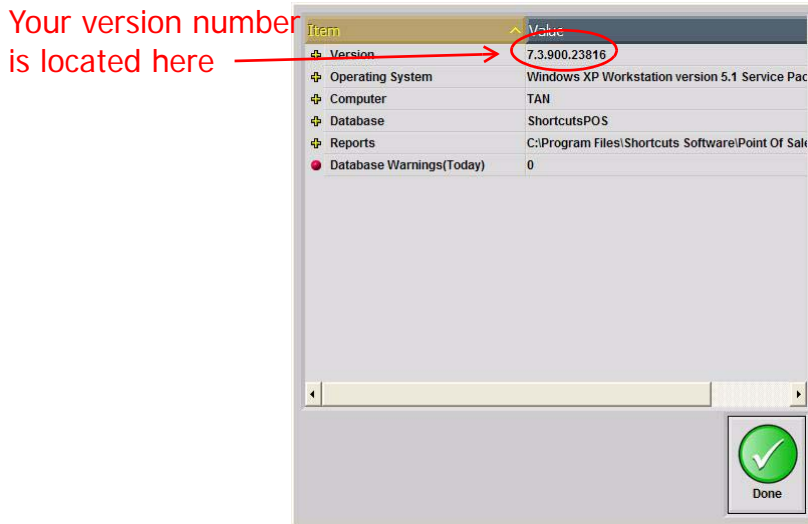 Your version number
is located here
Item Value
Version 7.3.900.23816
Operating System Windows XP Workstation version 5.1 Service Pac
Computer TAN
Database ShortcutsPOS
Reports C:\Program Files\Shortcuts Software\Point Of Sale
Database Warnings(Today) 0
Done